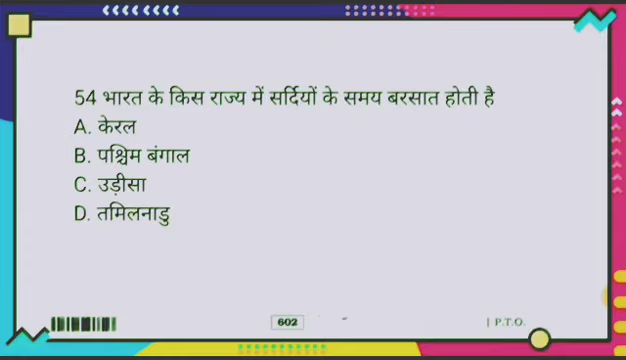 54 भारत के किस राज्य में सर्दियों के समय बरसात होती है
A. केरल
B. पश्चिम बंगाल
C. उड़ीसा
D. तमिलनाडु
602
| P.T.O.